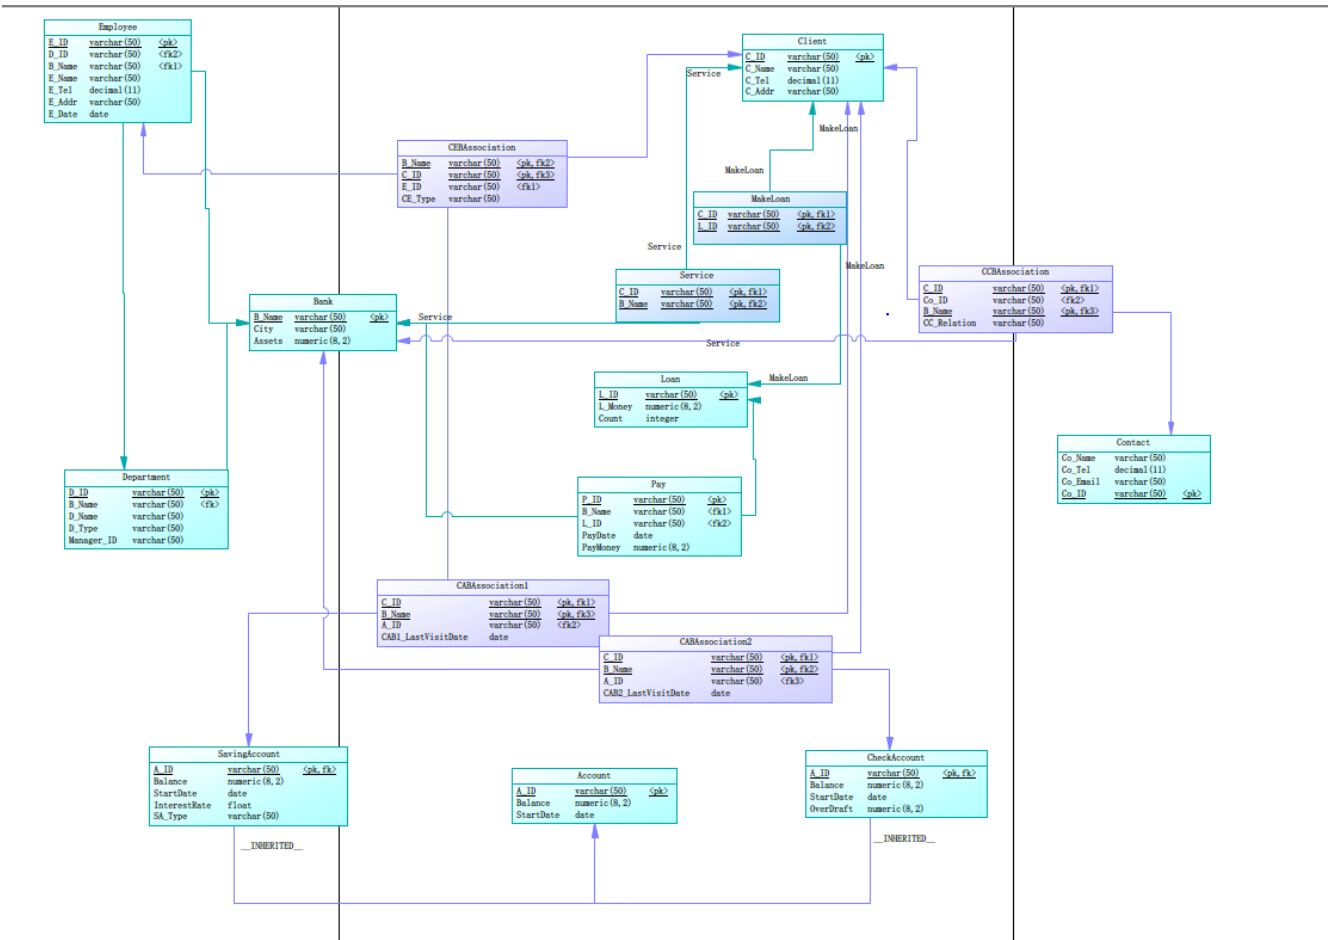 Employee
E_ID varchar(50) <pk>
D_ID varchar(50) <fk2>
B_Name varchar(50) <fk1>
E_Name varchar(50)
E_Tel decimal(11)
E_Addr varchar(50)
E_Date date
Client
C_ID varchar(50) <pk>
C_Name varchar(50)
C_Tel decimal(11)
C_Addr varchar(50)
Service
MakeLoan
CEBAssociation
B_Name varchar(50) <pk,fk2>
C_ID varchar(50) <pk,fk3>
E_ID varchar(50) <fk1>
CE_Type varchar(50)
MakeLoan
MakeLoan
C_ID varchar(50) <pk,fk1>
L_ID varchar(50) <pk,fk2>
Service
MakeLoan
Service
C_ID varchar(50) <pk,fk1>
B_Name varchar(50) <pk,fk2>
CCBAssociation
C_ID varchar(50) <pk,fk1>
Co_ID varchar(50) <fk2>
B_Name varchar(50) <pk,fk3>
CC_Relation varchar(50)
Bank
B_Name varchar(50) <pk>
City varchar(50)
Assets numeric(8,2)
Service
Service
Loan
L_ID varchar(50) <pk>
L_Money numeric(8,2)
Count integer
MakeLoan
Contact
Co_Name varchar(50)
Co_Tel decimal(11)
Co_Email varchar(50)
Co_ID varchar(50) <pk>
Department
D_ID varchar(50) <pk>
B_Name varchar(50) <fk>
D_Name varchar(50)
D_Type varchar(50)
Manager_ID varchar(50)
Pay
P_ID varchar(50) <pk>
B_Name varchar(50) <fk1>
L_ID varchar(50) <fk2>
PayDate date
PayMoney numeric(8,2)
CABAssociation1
C_ID varchar(50) <pk,fk1>
B_Name varchar(50) <pk,fk3>
A_ID varchar(50) <fk2>
CAB1_LastVisitDate date
CABAssociation2
C_ID varchar(50) <pk,fk1>
B_Name varchar(50) <pk,fk2>
A_ID varchar(50) <fk3>
CAB2_LastVisitDate date
SavingAccount
A_ID varchar(50) <pk,fk>
Balance numeric(8,2)
StartDate date
InterestRate float
SA_Type varchar(50)
Account
A_ID varchar(50) <pk>
Balance numeric(8,2)
StartDate date
CheckAccount
A_ID varchar(50) <pk,fk>
Balance numeric(8,2)
StartDate date
OverDraft numeric(8,2)
__INHERITED__
__INHERITED__